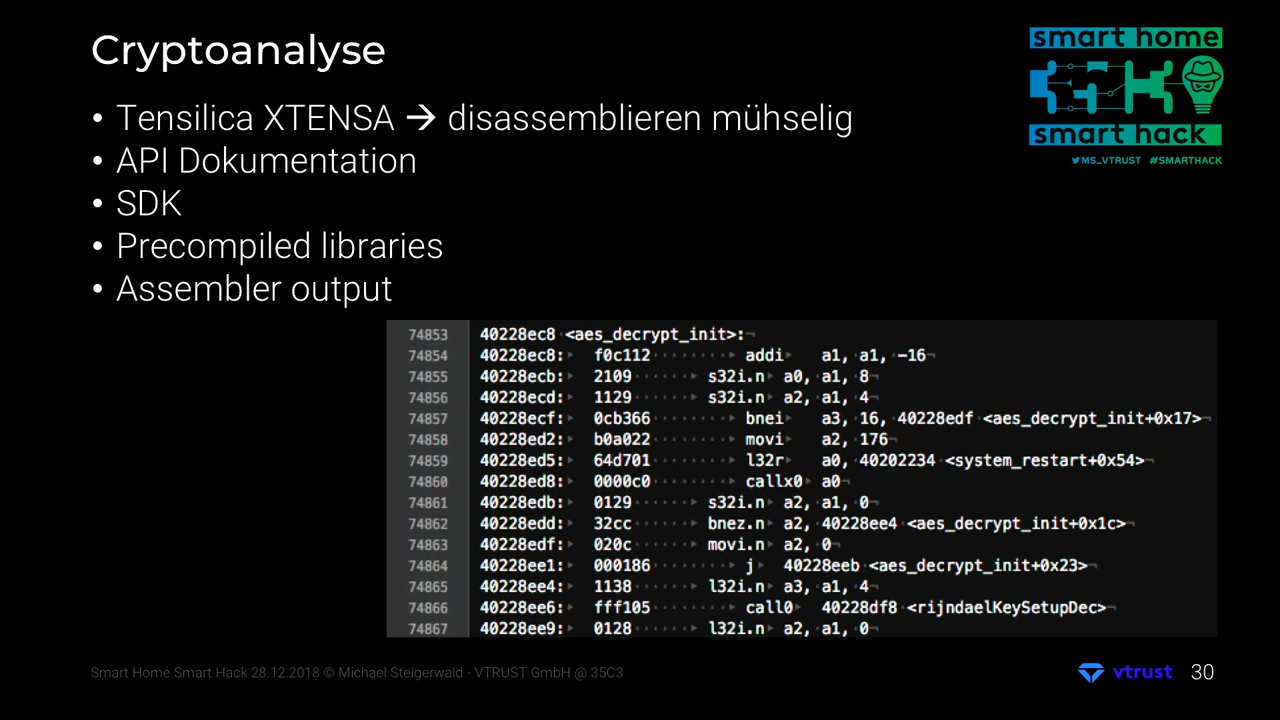 Cryptoanalyse
smart home
smart hack
MS_VTRUST #SMARTHACK
• Tensilica XTENSA → disassemblieren mühselig
• API Dokumentation
• SDK
• Precompiled libraries
• Assembler output
74853 40228ec8 <aes_decrypt_init>:
74854 40228ec8: f0c112 addi a1, a1, -16
74855 40228ecb: 2109 s32i.n a0, a1, 8
74856 40228ecd: 1129 s32i.n a2, a1, 4
74857 40228ecf: 0cb366 bnei a3, 16, 40228edf <aes_decrypt_init+0x17>
74858 40228ed2: b0a022 movi a2, 176
74859 40228ed5: 64d701 l32r a0, 40202234 <system_restart+0x54>
74860 40228ed8: 0000c0 callx0 a0
74861 40228edb: 0129 s32i.n a2, a1, 0
74862 40228edd: 32cc bnez.n a2, 40228ee4 <aes_decrypt_init+0x1c>
74863 40228edf: 020c movi.n a2, 0
74864 40228ee1: 000186 j 40228eeb <aes_decrypt_init+0x23>
74865 40228ee4: 1138 l32i.n a3, a1, 4
74866 40228ee6: fff105 call0 40228df8 <rijndaelKeySetupDec>
74867 40228ee9: 0128 l32i.n a2, a1, 0
Smart Home Smart Hack 28.12.2018 © Michael Steigerwald - VTRUST GmbH @ 35C3
vtrust 30